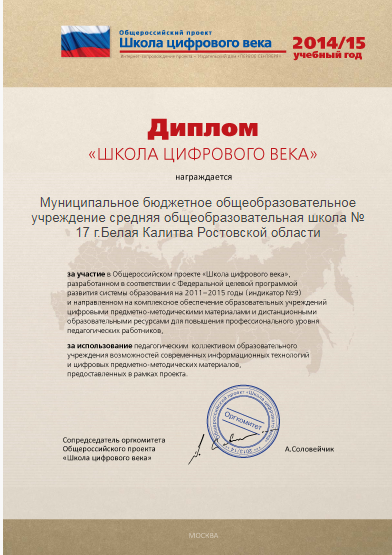 Общероссийский проект
Школа цифрового века
2014/15
учебный год
Диплом
«ШКОЛА ЦИФРОВОГО ВЕКА»
награждается
Муниципальное бюджетное общеобразовательное
учреждение средняя общеобразовательная школа №
17 г.Белая Калитва Ростовской области
за участие в Общероссийском проекте «Школа цифрового века»,
разработанном в соответствии с Федеральной целевой программой
развития системы образования на 2011–2015 годы (индикатор №9)
и направленном на комплексное обеспечение образовательных учреждений
цифровыми предметно-методическими материалами и дистанционными
образовательными ресурсами для повышения профессионального уровня
педагогических работников,
за использование педагогическим коллективом образовательного
учреждения возможностей современных информационных технологий
и цифровых предметно-методических материалов,
предоставленных в рамках проекта.
Оргкомитет
Сопредседатель оргкомитета
Общероссийского проекта
«Школа цифрового века»
А.Соловейчик
МОСКВА